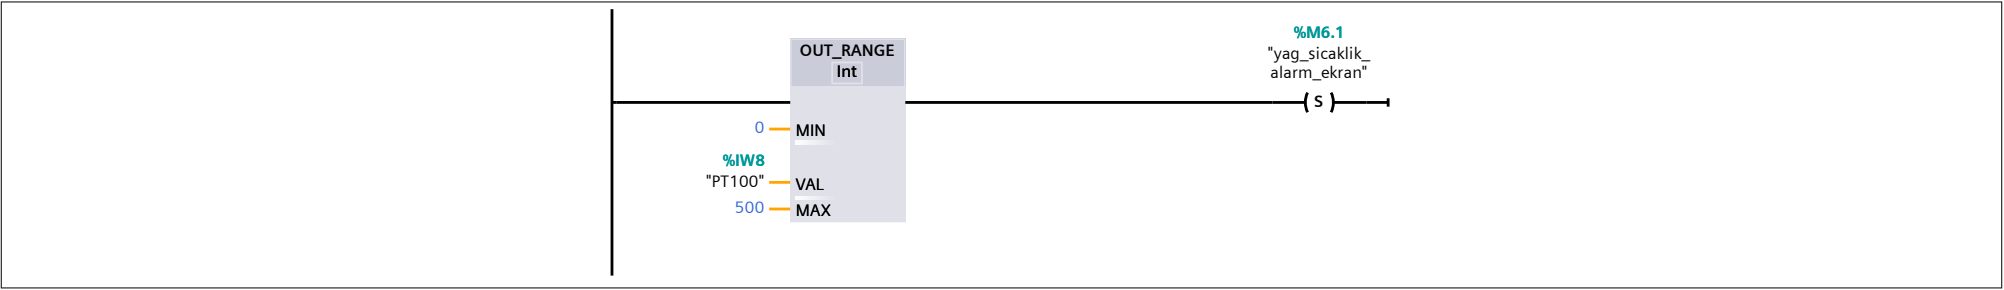 %M6.1
"yag_sicaklik_
alarm_ekran"
OUT_RANGE
Int
S
0
MIN
%IW8
"PT100"
VAL
500
MAX